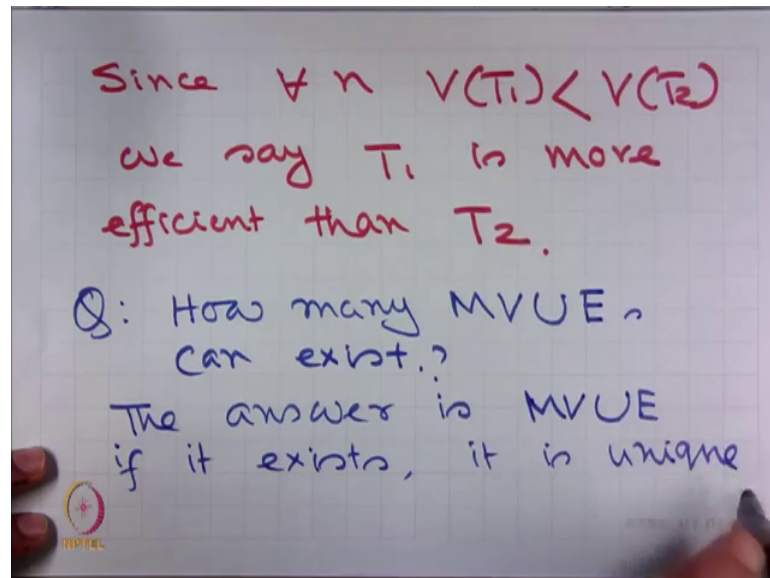 Since ∀ n V(T₁) < V(T₂)
we say T₁ is more
efficient than T₂.
Q: How many MVUEs
can exist.?
The answer is MVUE
if it exists, it is unique
NPTEL